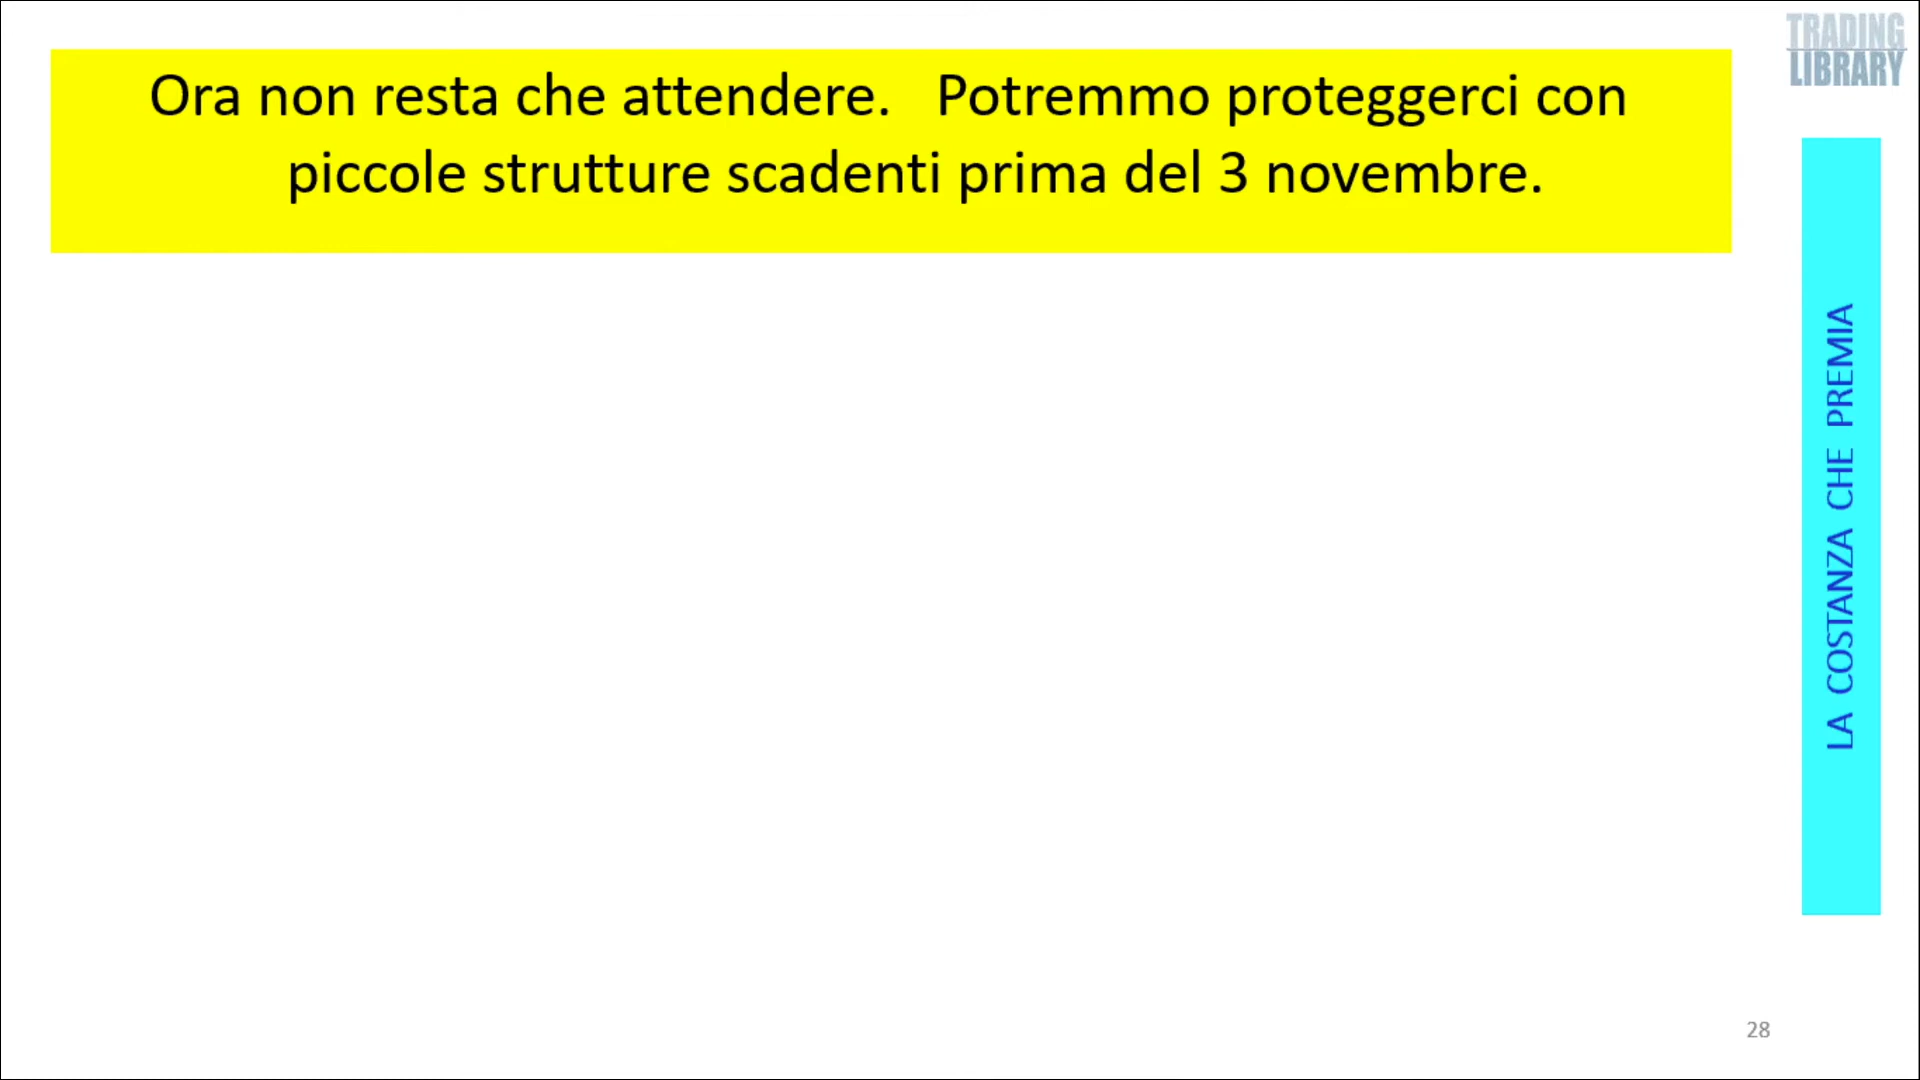 TRADING
LIBRARY
Ora non resta che attendere.   Potremmo proteggerci con
piccole strutture scadenti prima del 3 novembre.
LA COSTANZA CHE PREMIA
28